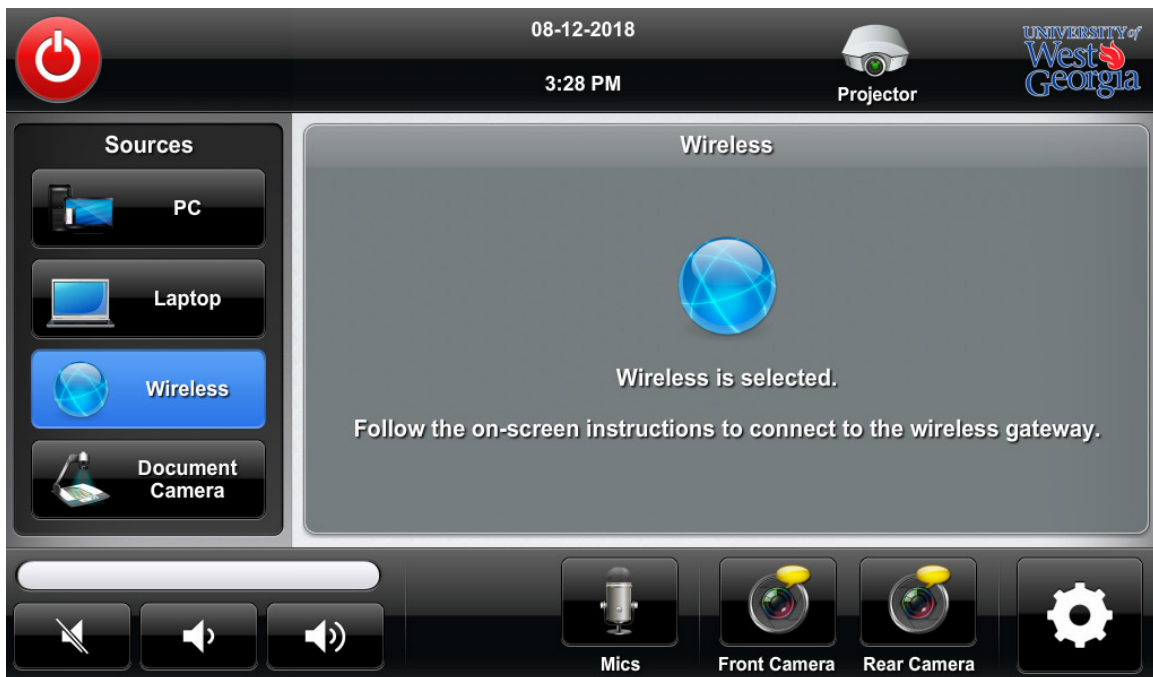 08-12-2018
3:28 PM
Projector
UNIVERSITY of
West
Georgia
Sources
PC
Laptop
Wireless
Document
Camera
Wireless
Wireless is selected.
Follow the on-screen instructions to connect to the wireless gateway.
Mics
Front Camera
Rear Camera